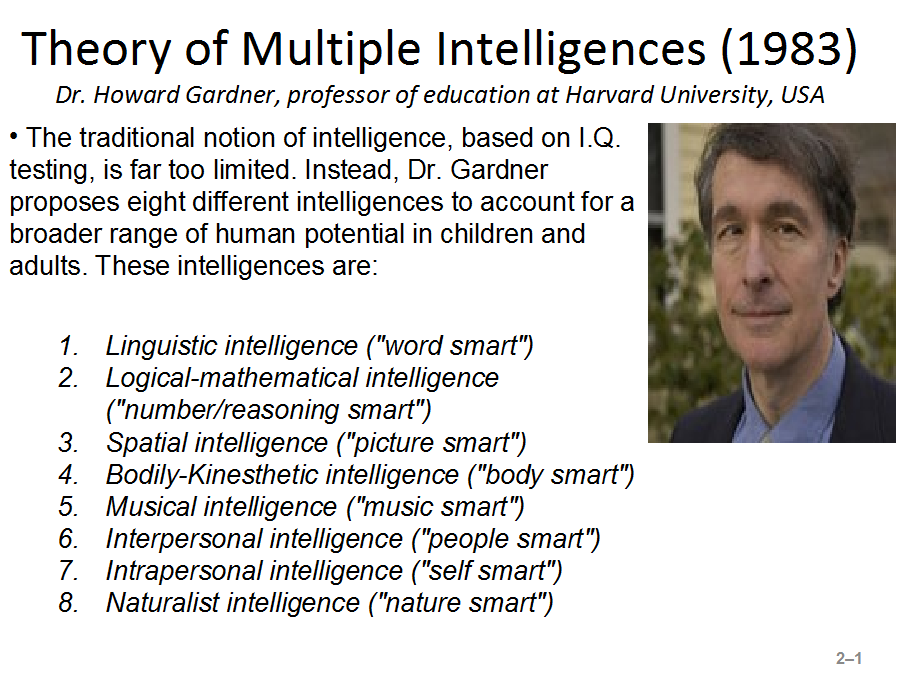 Theory of Multiple Intelligences (1983)
Dr. Howard Gardner, professor of education at Harvard University, USA
• The traditional notion of intelligence, based on I.Q.
testing, is far too limited. Instead, Dr. Gardner
proposes eight different intelligences to account for a
broader range of human potential in children and
adults. These intelligences are:
1. Linguistic intelligence ("word smart")
2. Logical-mathematical intelligence
("number/reasoning smart")
3. Spatial intelligence ("picture smart")
4. Bodily-Kinesthetic intelligence ("body smart")
5. Musical intelligence ("music smart")
6. Interpersonal intelligence ("people smart")
7. Intrapersonal intelligence ("self smart")
8. Naturalist intelligence ("nature smart")
2–1